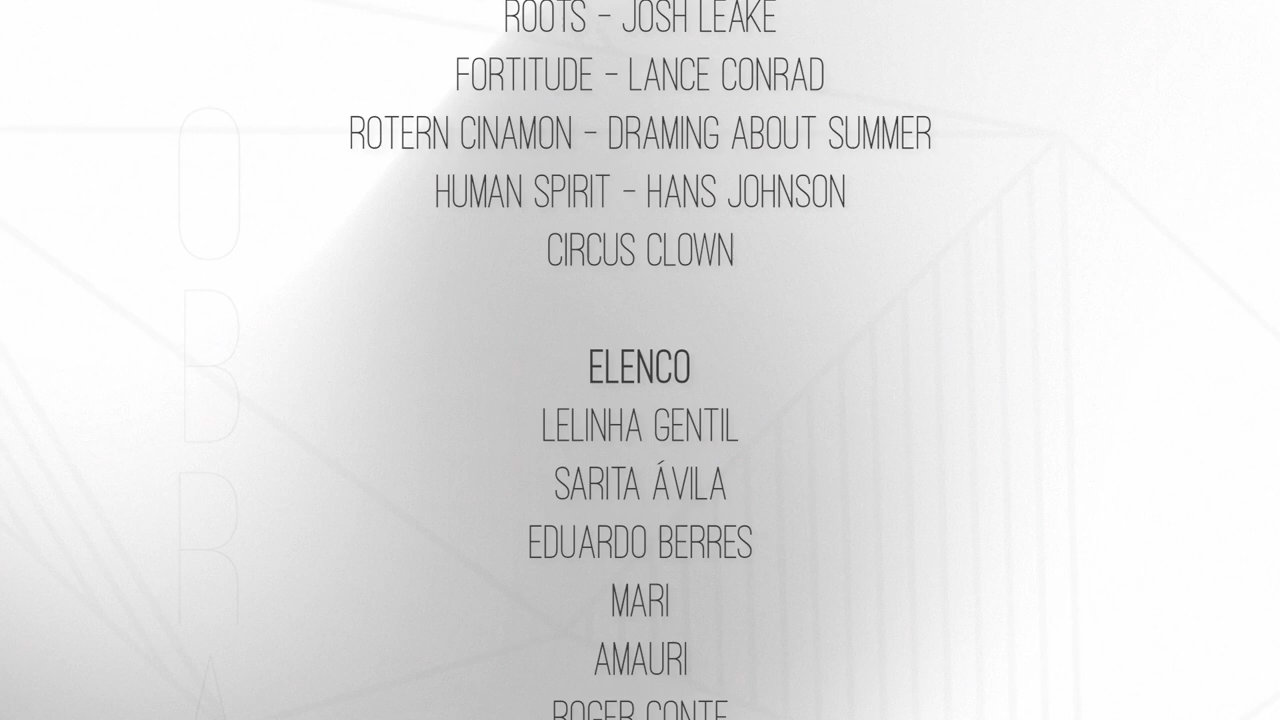 ROOTS - JOSH LEAKE
FORTITUDE - LANCE CONRAD
ROTERN CINAMON - DRAMING ABOUT SUMMER
HUMAN SPIRIT - HANS JOHNSON
CIRCUS CLOWN
ELENCO
LELINHA GENTIL
SARITA ÁVILA
EDUARDO BERRES
MARI
AMAURI
ROGER CONTE
OBRA